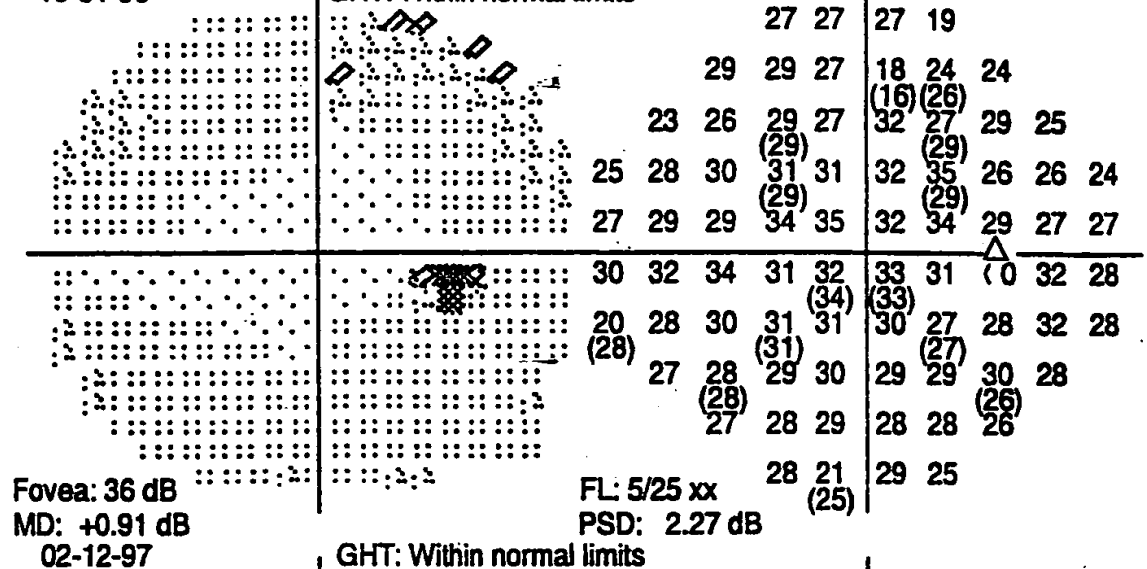 27 27 27 19
29 29 27 18 24 24
(16) (26)
23 26 29 27 32 27 29 25
(29) (29)
25 28 30 31 31 32 35 26 26 24
(29) (29)
27 29 29 34 35 32 34 29 27 27
30 32 34 31 32 33 31 (0 32 28
(34) (33)
20 28 30 31 31 30 27 28 32 28
(28) (31) (27)
27 28 29 30 29 29 30 28
(28) (26)
27 28 29 28 28 26
28 21 29 25
(25)
Fovea: 36 dB FL: 5/25 xx
MD: +0.91 dB PSD: 2.27 dB
02-12-97 GHT: Within normal limits